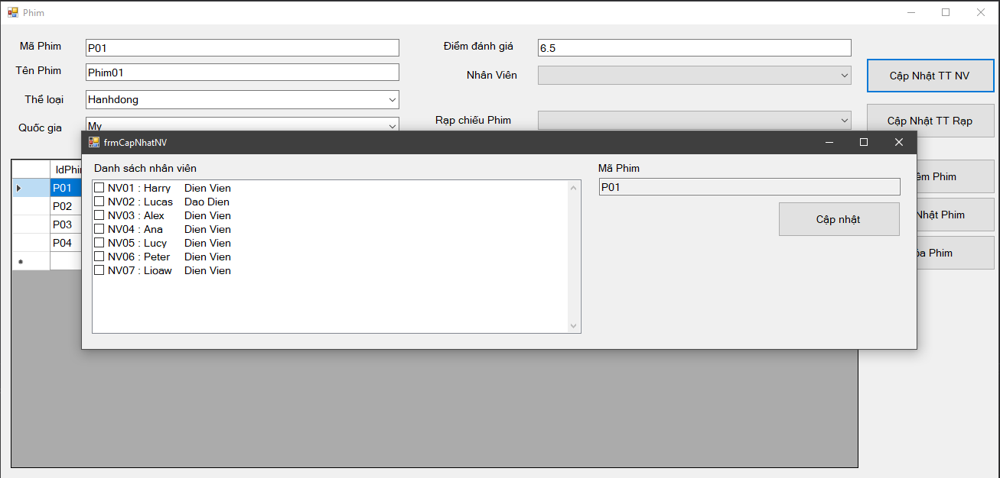 Phim
Mã Phim P01
Điểm đánh giá 6.5
Tên Phim Phim01
Nhân Viên
Cập Nhật TT NV
Thể loại Hanhdong
Rạp chiếu Phim
Cập Nhật TT Rạp
Quốc gia My
frmCapNhatNV
Danh sách nhân viên
Mã Phim
NV01 : Harry Dien Vien
NV02 : Lucas Dao Dien
NV03 : Alex Dien Vien
NV04 : Ana Dien Vien
NV05 : Lucy Dien Vien
NV06 : Peter Dien Vien
NV07 : Lioaw Dien Vien
P01
Cập nhật
IdPhi
P01
P02
P03
P04
Phim
Nhật Phim
Phim